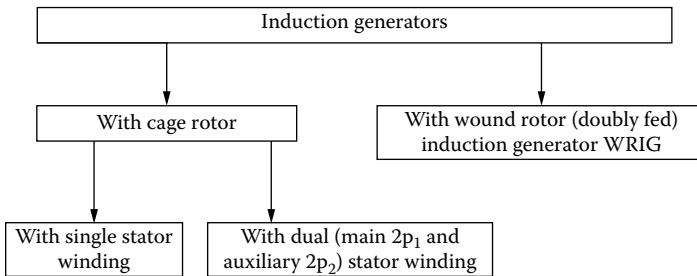 Induction generators
With cage rotor
With wound rotor (doubly fed)
induction generator WRIG
With single stator
winding
With dual (main 2p₁ and
auxiliary 2p₂) stator winding